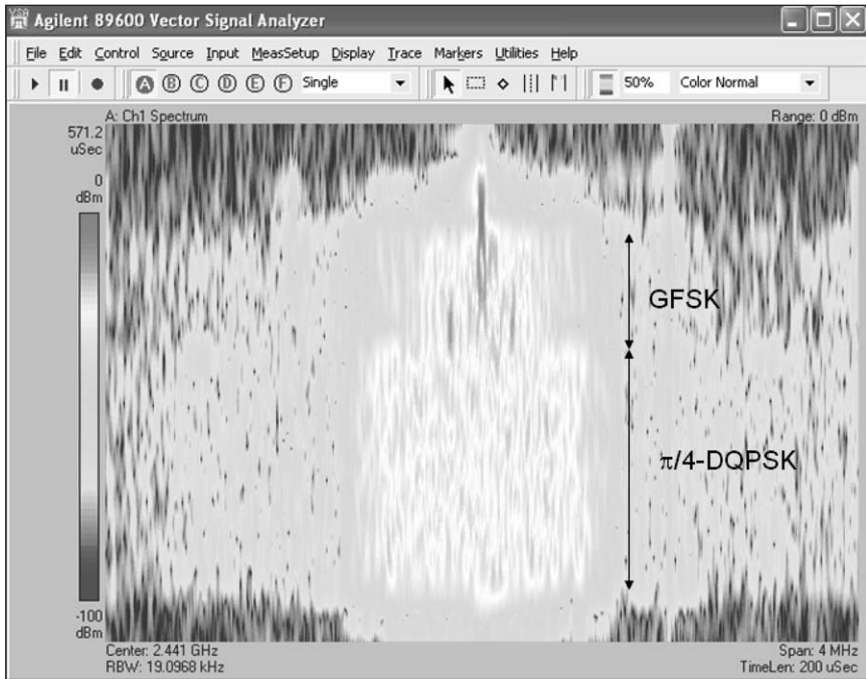 VSA Agilent 89600 Vector Signal Analyzer
File Edit Control Source Input MeasSetup Display Trace Markers Utilities Help
A B C D E F Single 50% Color Normal
A: Ch1 Spectrum Range: 0 dBm
571.2
uSec
0
dBm
GFSK
π/4-DQPSK
-100
dBm
Center: 2.441 GHz Span: 4 MHz
RBW: 19.0968 kHz TimeLen: 200 uSec